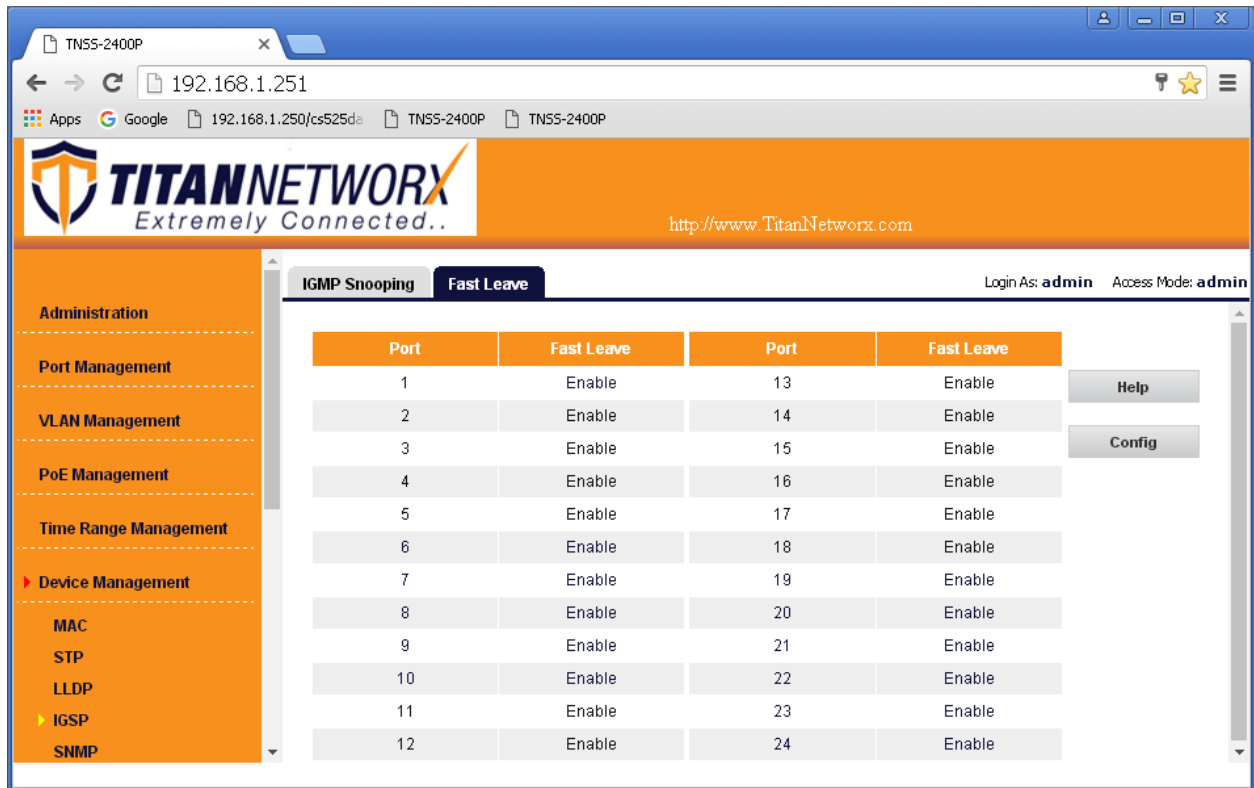 TNSS-2400P
192.168.1.251
Apps Google 192.168.1.250/cs525da TNSS-2400P TNSS-2400P
TITANNETWORX
Extremely Connected..
http://www.TitanNetworx.com
IGMP Snooping Fast Leave Login As: admin Access Mode: admin
Administration
Port Management
VLAN Management
PoE Management
Time Range Management
Device Management
MAC
STP
LLDP
IGSP
SNMP
Port Fast Leave Port Fast Leave
1 Enable 13 Enable
2 Enable 14 Enable
3 Enable 15 Enable
4 Enable 16 Enable
5 Enable 17 Enable
6 Enable 18 Enable
7 Enable 19 Enable
8 Enable 20 Enable
9 Enable 21 Enable
10 Enable 22 Enable
11 Enable 23 Enable
12 Enable 24 Enable
Help
Config